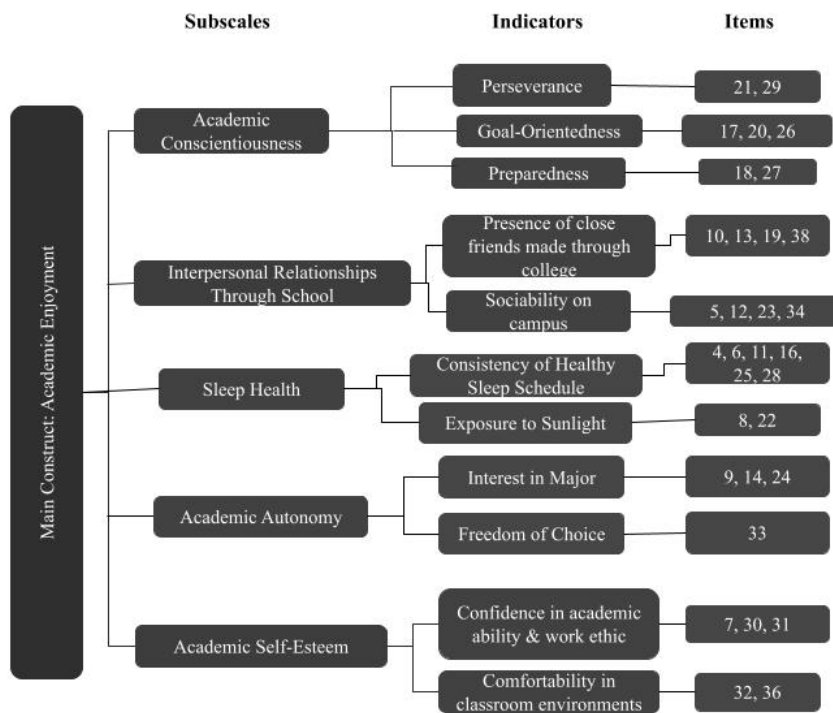 Subscales Indicators Items
Main Construct: Academic Enjoyment
Academic
Conscientiousness
Perseverance
21, 29
Goal-Orientedness
17, 20, 26
Preparedness
18, 27
Interpersonal Relationships
Through School
Presence of close
friends made through
college
10, 13, 19, 38
Sociability on
campus
5, 12, 23, 34
Sleep Health
Consistency of Healthy
Sleep Schedule
4, 6, 11, 16,
25, 28
Exposure to Sunlight
8, 22
Academic Autonomy
Interest in Major
9, 14, 24
Freedom of Choice
33
Academic Self-Esteem
Confidence in academic
ability & work ethic
7, 30, 31
Comfortability in
classroom environments
32, 36